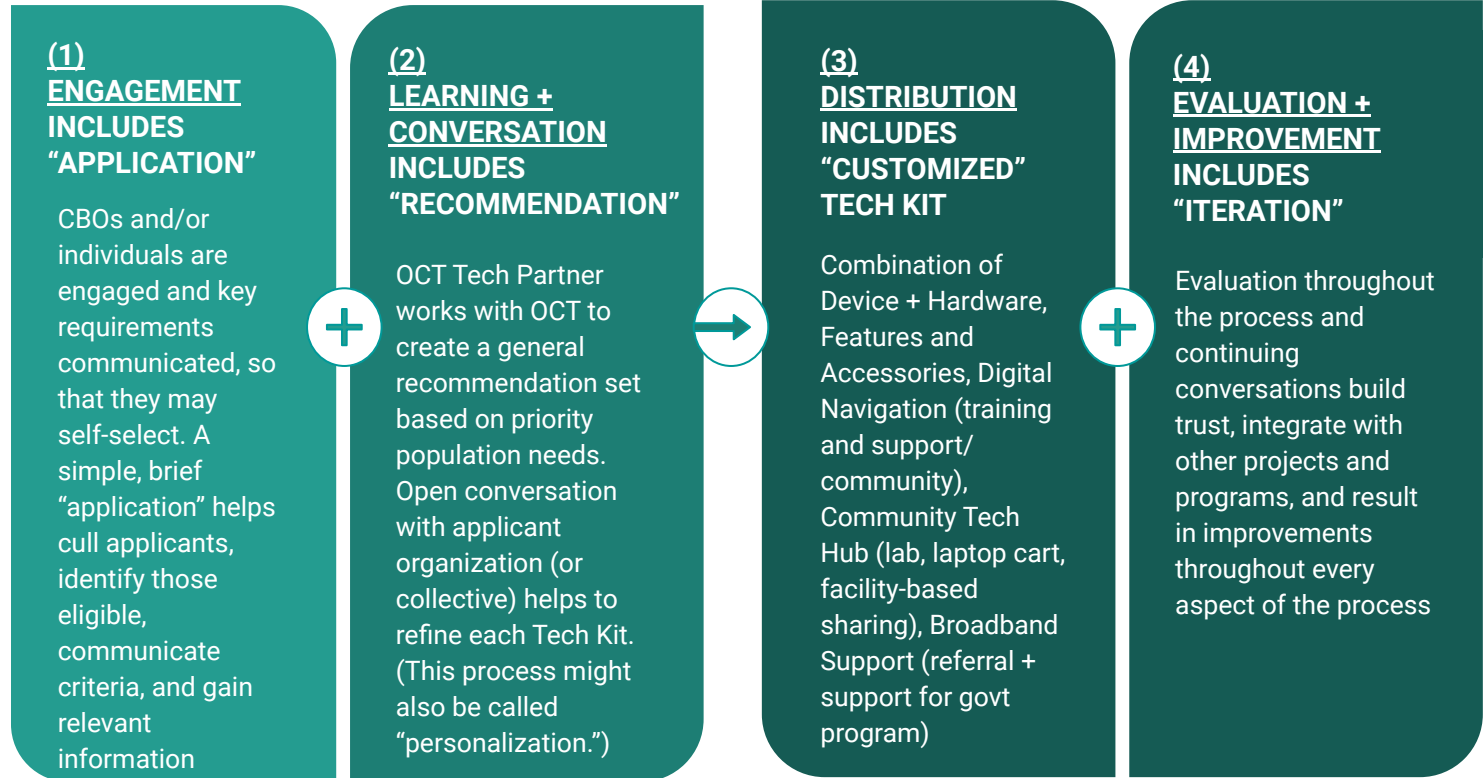 (1)
ENGAGEMENT
INCLUDES
“APPLICATION”
CBOs and/or
individuals are
engaged and key
requirements
communicated, so
that they may
self-select. A
simple, brief
“application” helps
cull applicants,
identify those
eligible,
communicate
criteria, and gain
relevant
information
(2)
LEARNING +
CONVERSATION
INCLUDES
“RECOMMENDATION”
OCT Tech Partner
works with OCT to
create a general
recommendation set
based on priority
population needs.
Open conversation
with applicant
organization (or
collective) helps to
refine each Tech Kit.
(This process might
also be called
“personalization.”)
(3)
DISTRIBUTION
INCLUDES
“CUSTOMIZED”
TECH KIT
Combination of
Device + Hardware,
Features and
Accessories, Digital
Navigation (training
and support/
community),
Community Tech
Hub (lab, laptop cart,
facility-based
sharing), Broadband
Support (referral +
support for govt
program)
(4)
EVALUATION +
IMPROVEMENT
INCLUDES
“ITERATION”
Evaluation throughout
the process and
continuing
conversations build
trust, integrate with
other projects and
programs, and result
in improvements
throughout every
aspect of the process